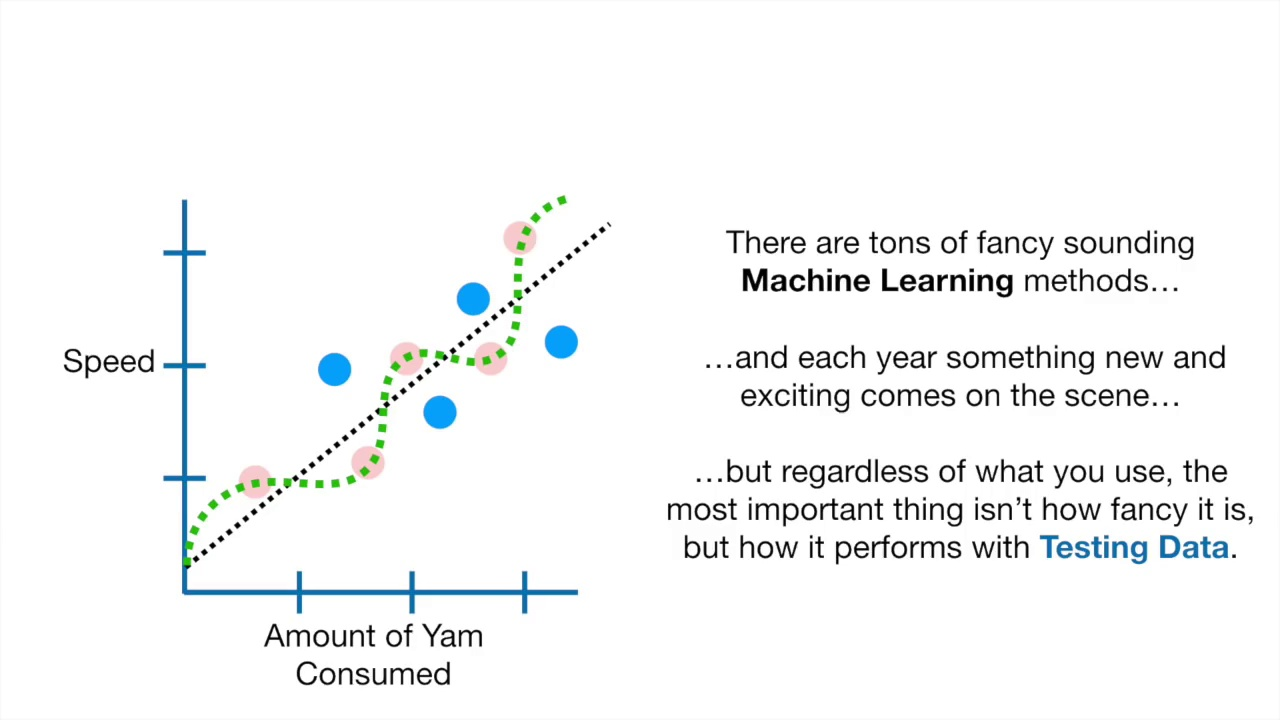 There are tons of fancy sounding
Machine Learning methods…
…and each year something new and
exciting comes on the scene…
…but regardless of what you use, the
most important thing isn’t how fancy it is,
but how it performs with Testing Data.
Speed
Amount of Yam
Consumed